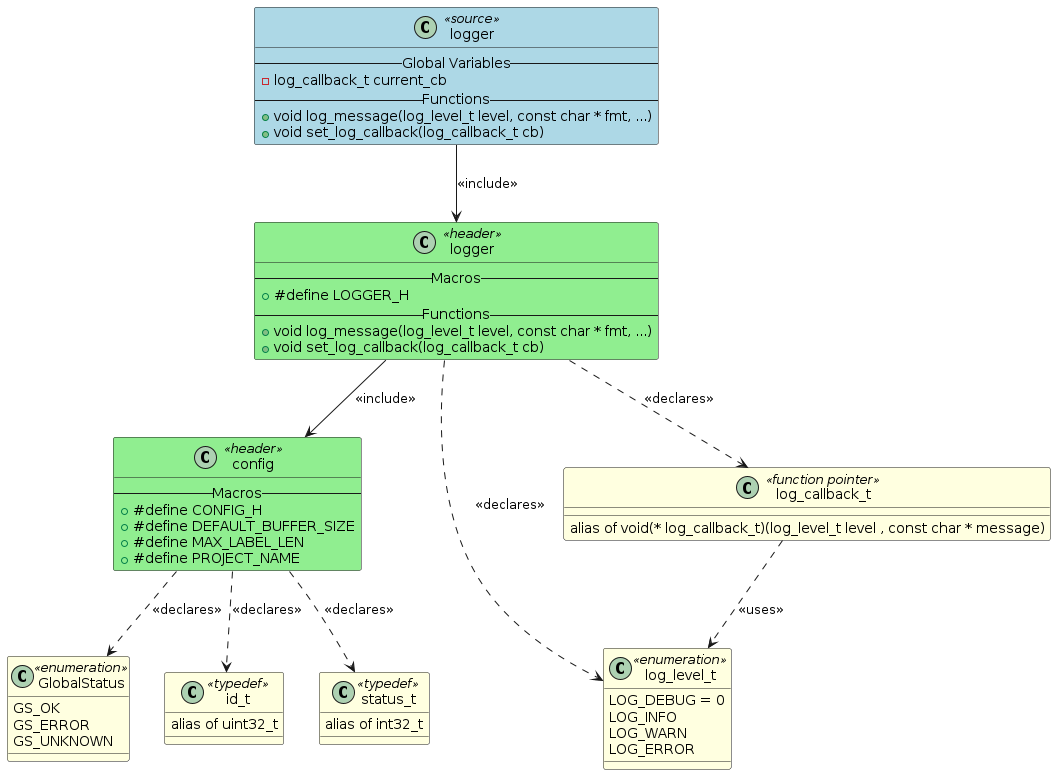 C «source»
logger
Global Variables
log_callback_t current_cb
Functions
void log_message(log_level_t level, const char * fmt, ...)
void set_log_callback(log_callback_t cb)
«include»
C «header»
logger
Macros
#define LOGGER_H
Functions
void log_message(log_level_t level, const char * fmt, ...)
void set_log_callback(log_callback_t cb)
«include»
«declares»
C «header»
config
Macros
#define CONFIG_H
#define DEFAULT_BUFFER_SIZE
#define MAX_LABEL_LEN
#define PROJECT_NAME
«declares»
C «function pointer»
log_callback_t
alias of void(* log_callback_t)(log_level_t level , const char * message)
«declares»
«declares»
«declares»
«uses»
C «enumeration»
GlobalStatus
GS_OK
GS_ERROR
GS_UNKNOWN
C «typedef»
id_t
alias of uint32_t
C «typedef»
status_t
alias of int32_t
C «enumeration»
log_level_t
LOG_DEBUG = 0
LOG_INFO
LOG_WARN
LOG_ERROR